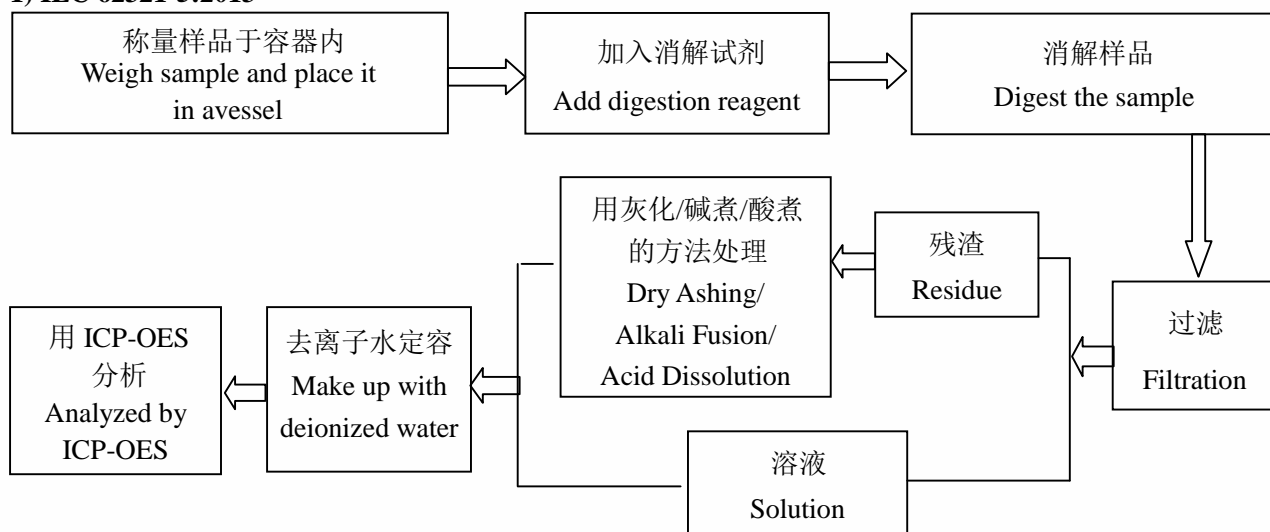 称量样品于容器内
Weigh sample and place it
in avessel
加入消解试剂
Add digestion reagent
消解样品
Digest the sample
过滤
Filtration
残渣
Residue
用灰化/碱煮/酸煮
的方法处理
Dry Ashing/
Alkali Fusion/
Acid Dissolution
溶液
Solution
去离子水定容
Make up with
deionized water
用 ICP-OES
分析
Analyzed by
ICP-OES